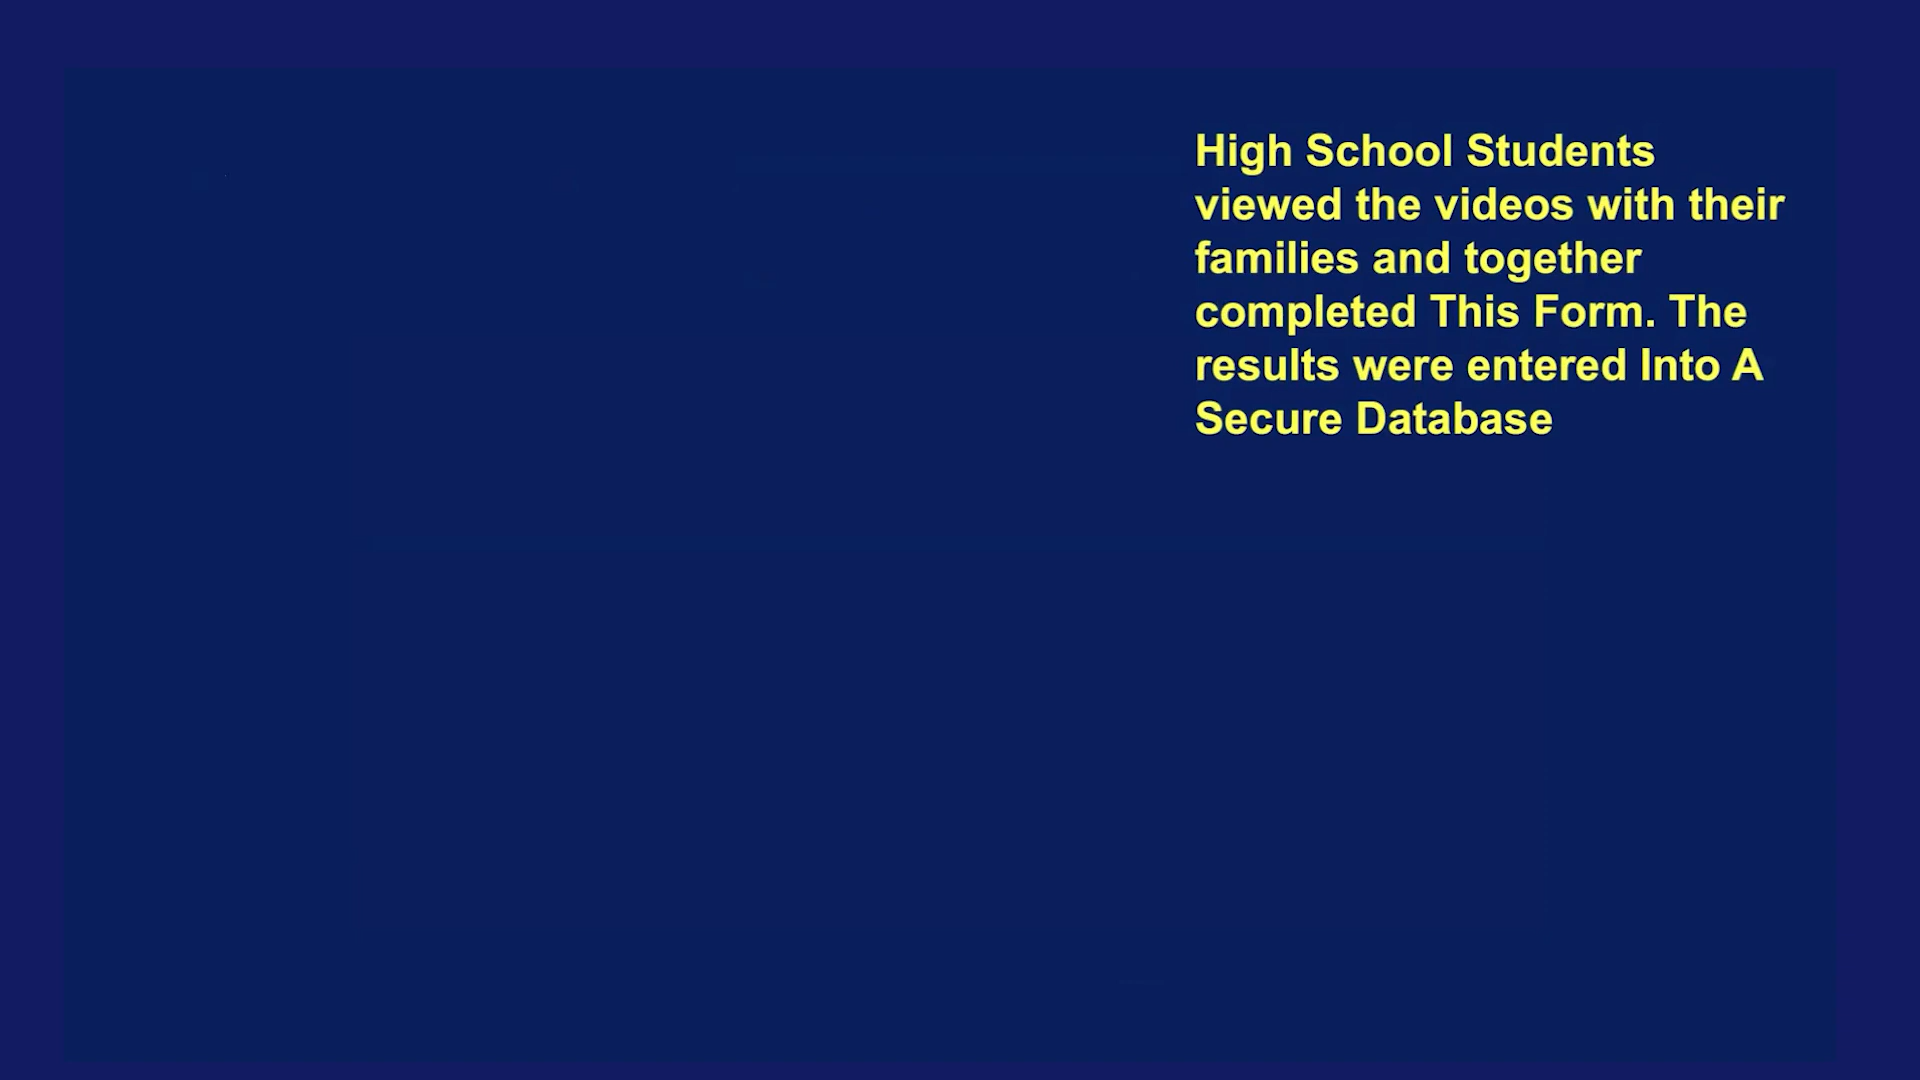 High School Students
viewed the videos with their
families and together
completed This Form. The
results were entered Into A
Secure Database